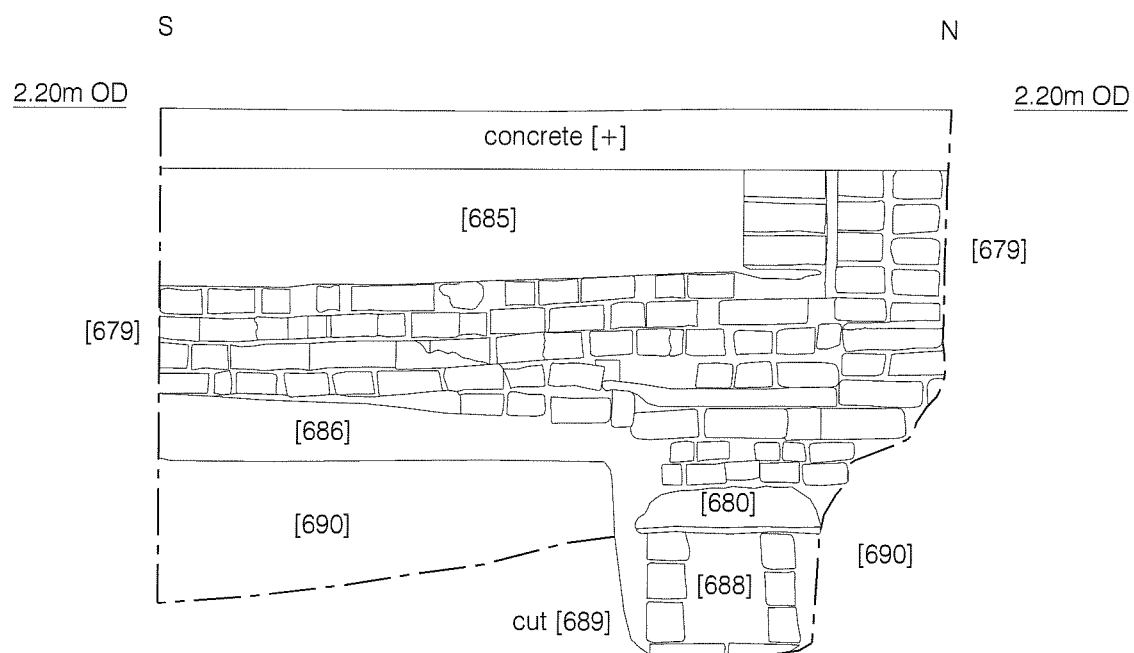 S
N
2.20m OD
2.20m OD
concrete [+]
[685]
[679]
[679]
[686]
[680]
[690]
[690]
[688]
cut [689]